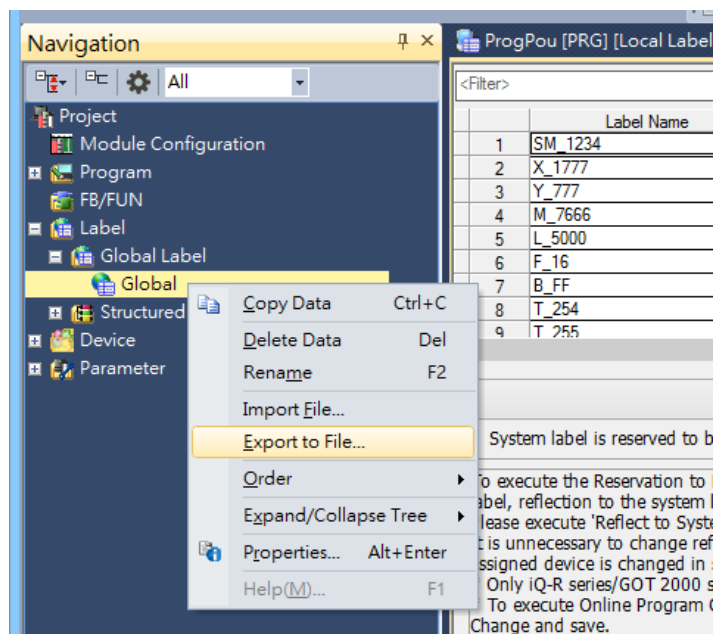 Navigation
All
Project
Module Configuration
Program
FB/FUN
Label
Global Label
Global
Structured
Device
Parameter
Copy Data Ctrl+C
Delete Data Del
Rename F2
Import File...
Export to File...
Order
Expand/Collapse Tree
Properties... Alt+Enter
Help(M)... F1
ProgPou [PRG] [Local Label
<Filter>
Label Name
1 SM_1234
2 X_1777
3 Y_777
4 M_7666
5 L_5000
6 F_16
7 B_FF
8 T_254
9 T_255
System label is reserved to b
To execute the Reservation to
abel, reflection to the system l
lease execute 'Reflect to Syste
t is unnecessary to change ref
ssigned device is changed in
Only iQ-R series/GOT 2000 s
To execute Online Program
Change and save.